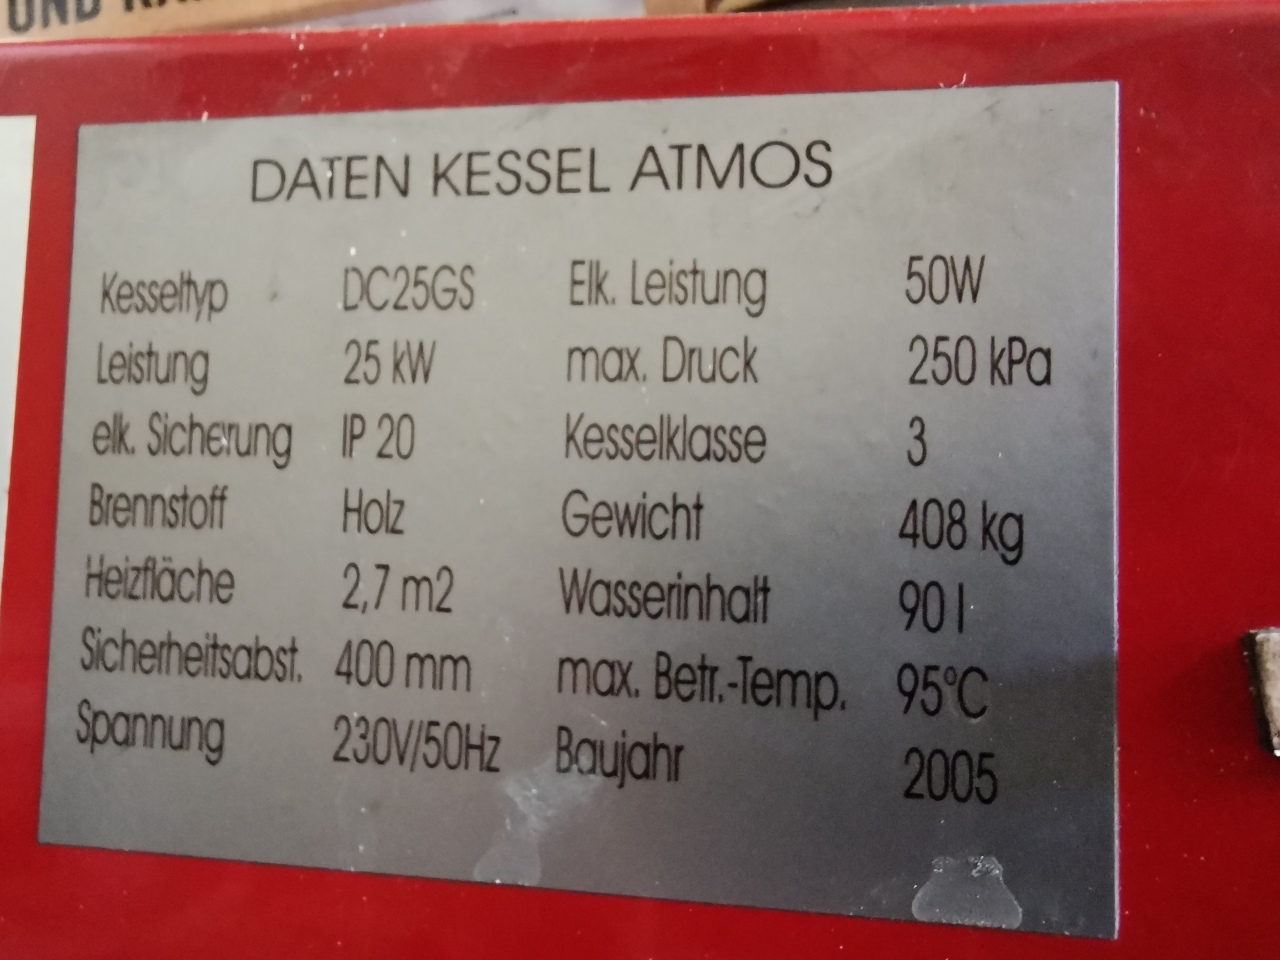 UND
DATEN KESSEL ATMOS
Kesseltyp DC25GS Elk. Leistung 50W
Leistung 25 kW max. Druck 250 kPa
elk. Sicherung IP 20 Kesselklasse 3
Brennstoff Holz Gewicht 408 kg
Heizfläche 2,7 m2 Wasserinhalt 90 l
Sicherheitsabst. 400 mm max. Betr.-Temp. 95°C
Spannung 230V/50Hz Baujahr 2005